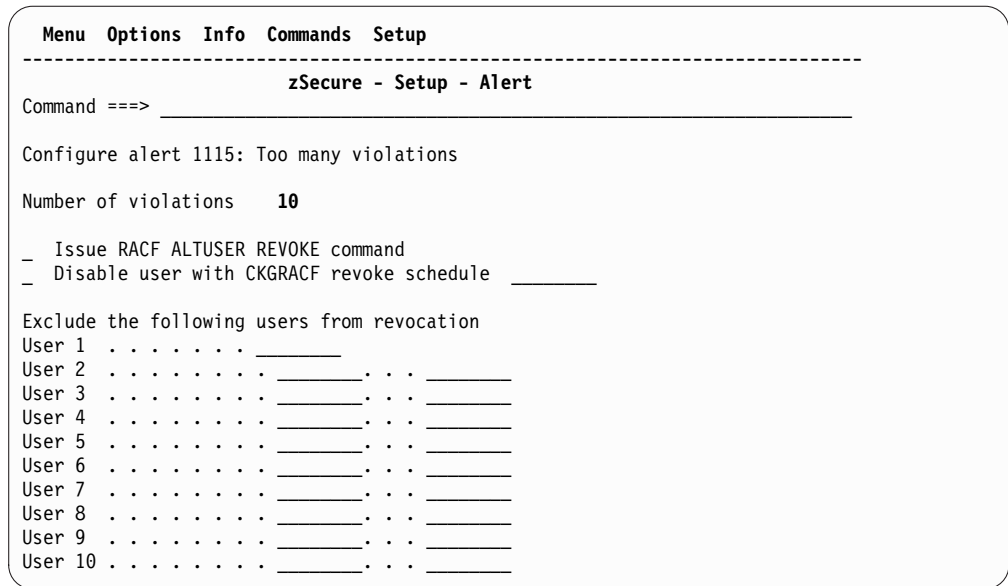 Menu Options Info Commands Setup
--------------------------------------------------------------------------------
zSecure - Setup - Alert
Command ===> _________________________________________________________________
Configure alert 1115: Too many violations
Number of violations 10
_ Issue RACF ALTUSER REVOKE command
_ Disable user with CKGRACF revoke schedule ________
Exclude the following users from revocation
User 1 . . . . . . . ________
User 2 . . . . . . . . ________. . . ________
User 3 . . . . . . . . ________. . . ________
User 4 . . . . . . . . ________. . . ________
User 5 . . . . . . . . ________. . . ________
User 6 . . . . . . . . ________. . . ________
User 7 . . . . . . . . ________. . . ________
User 8 . . . . . . . . ________. . . ________
User 9 . . . . . . . . ________. . . ________
User 10 . . . . . . . . ________. . . ________